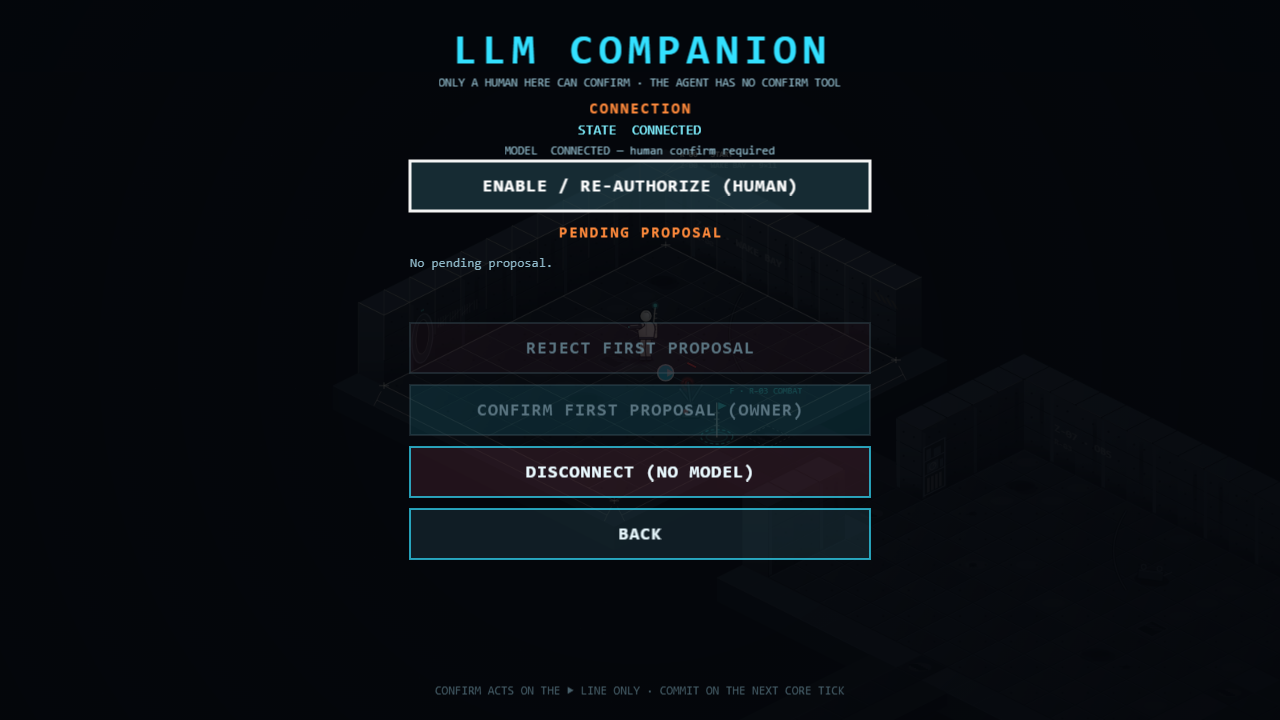 LLM COMPANION
ONLY A HUMAN HERE CAN CONFIRM · THE AGENT HAS NO CONFIRM TOOL
CONNECTION
STATE CONNECTED
MODEL CONNECTED — human confirm required
ENABLE / RE-AUTHORIZE (HUMAN)
PENDING PROPOSAL
No pending proposal.
REJECT FIRST PROPOSAL
F · R-03 COMBAT
CONFIRM FIRST PROPOSAL (OWNER)
DISCONNECT (NO MODEL)
BACK
CONFIRM ACTS ON THE ▶ LINE ONLY · COMMIT ON THE NEXT CORE TICK